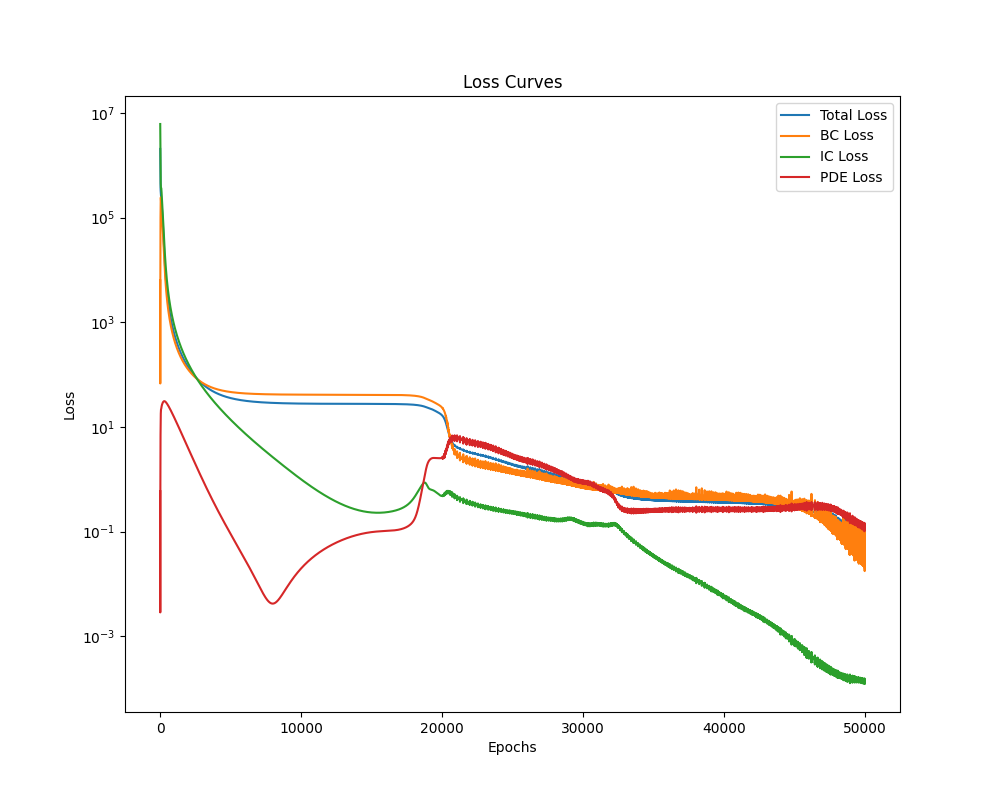 Loss Curves
Total Loss
BC Loss
IC Loss
PDE Loss
10^7
10^5
10^3
10^1
10^−1
10^−3
Loss
0
10000
20000
30000
40000
50000
Epochs